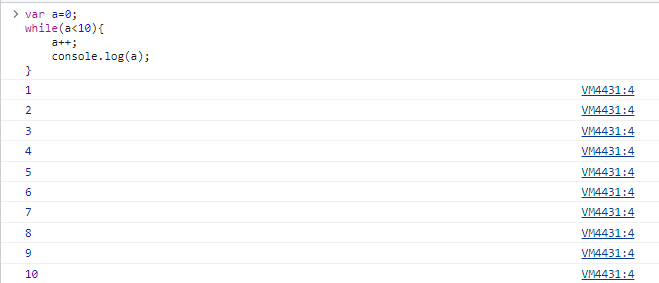 > var a=0;
while(a<10){
    a++;
    console.log(a);
}
1 VM4431:4
2 VM4431:4
3 VM4431:4
4 VM4431:4
5 VM4431:4
6 VM4431:4
7 VM4431:4
8 VM4431:4
9 VM4431:4
10 VM4431:4